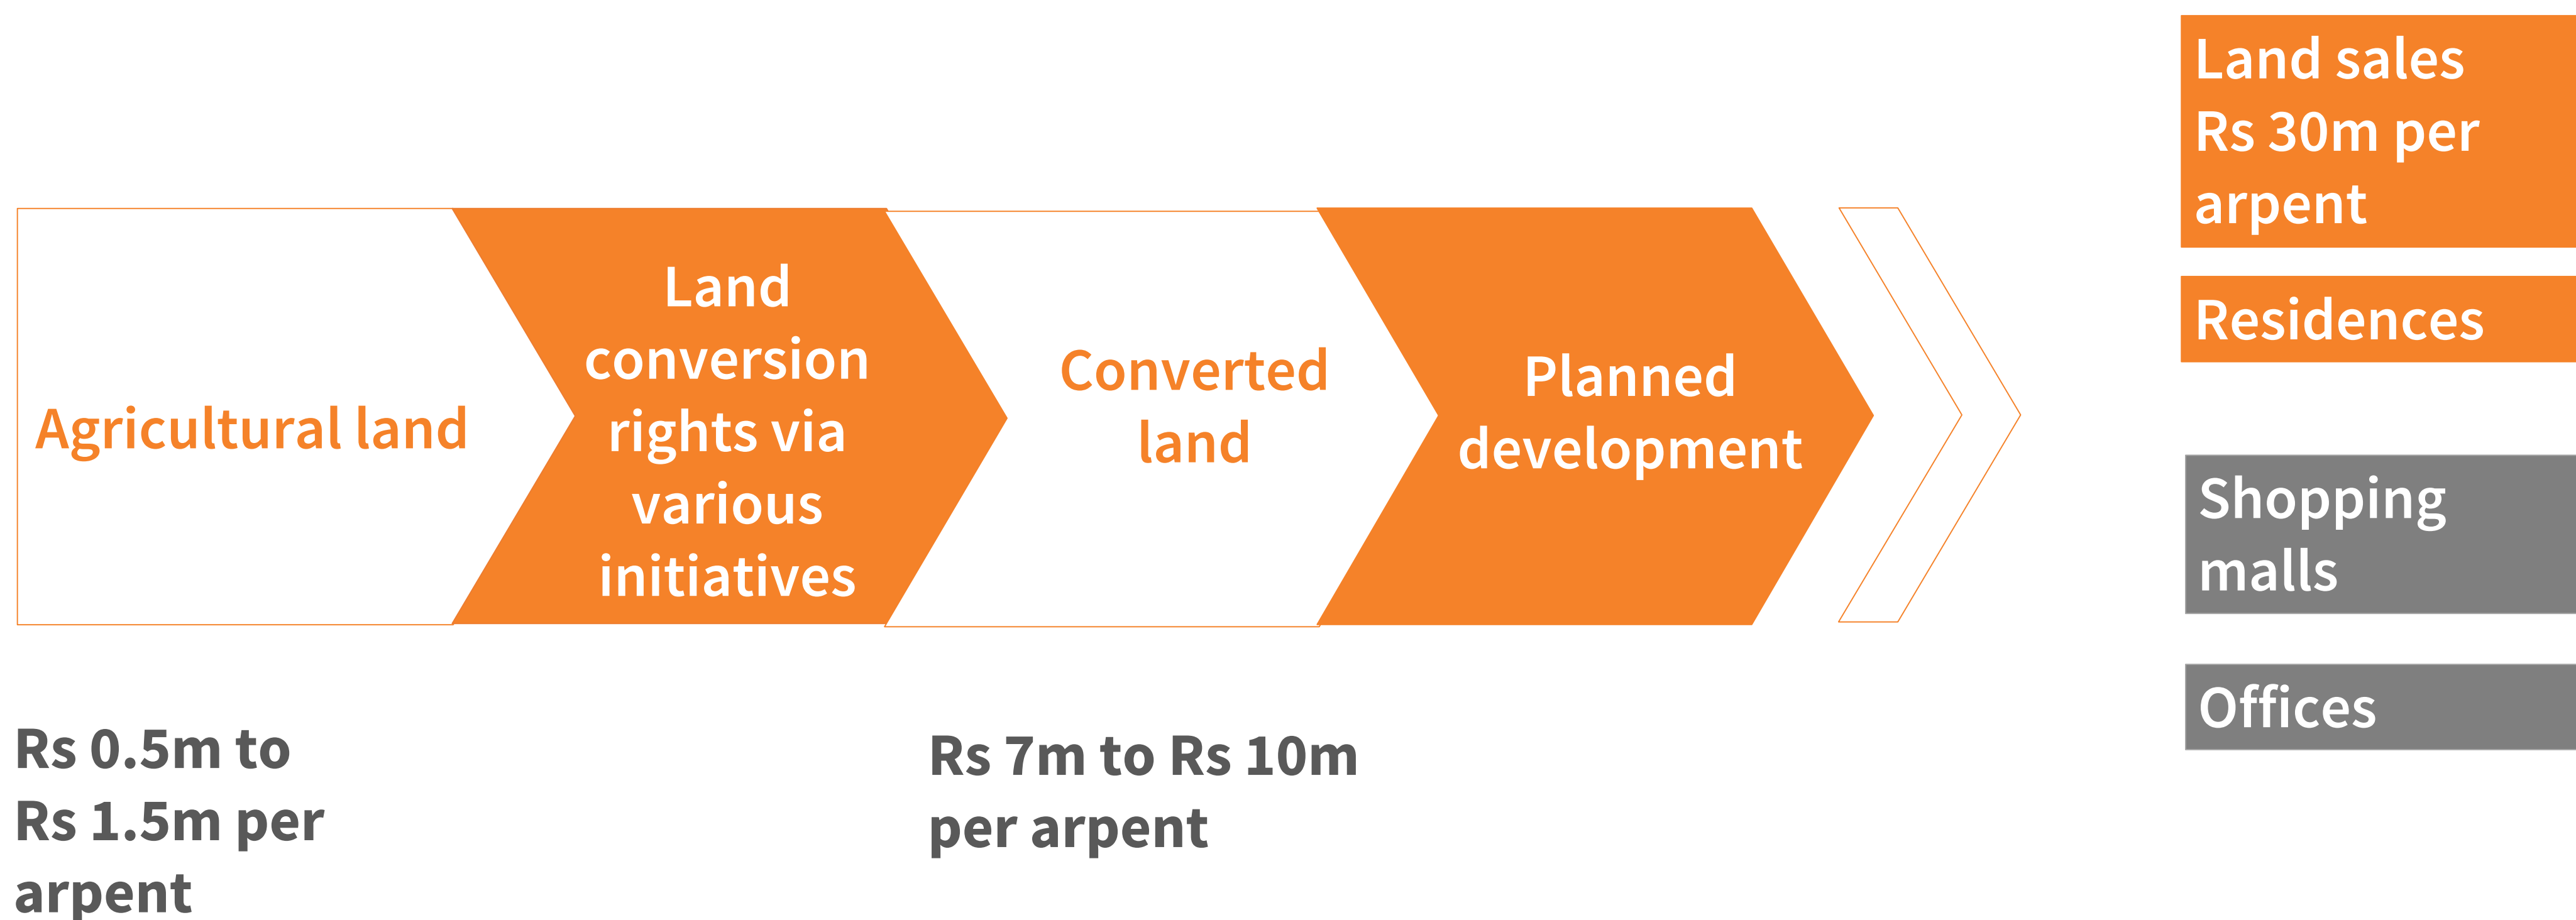 Agricultural land
Land
conversion
rights via
various
initiatives
Converted
land
Planned
development
Land sales
Rs 30m per
arpent
Residences
Shopping
malls
Offices
Rs 0.5m to
Rs 1.5m per
arpent
Rs 7m to Rs 10m
per arpent